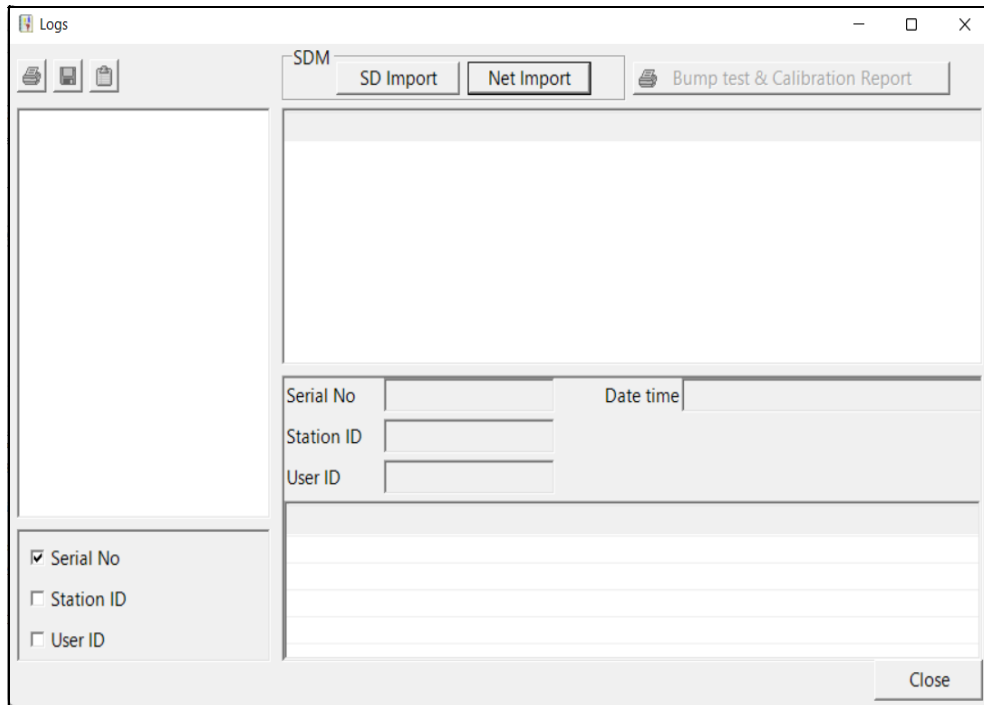 Logs
SDM
SD Import
Net Import
Bump test & Calibration Report
Serial No
Date time
Station ID
User ID
Serial No
Station ID
User ID
Close